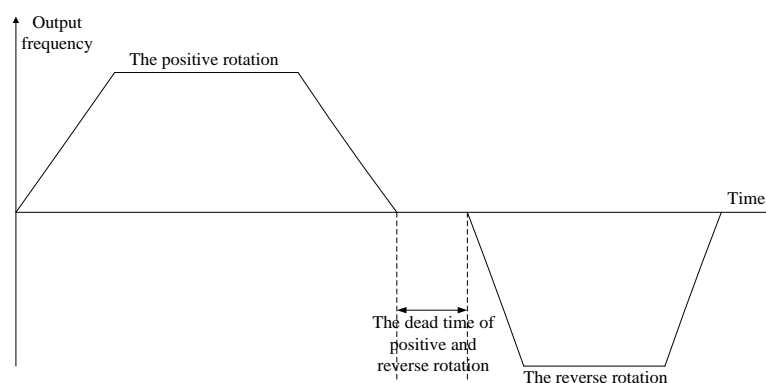 Output
frequency
The positive rotation
Time
The dead time of
positive and
reverse rotation
The reverse rotation